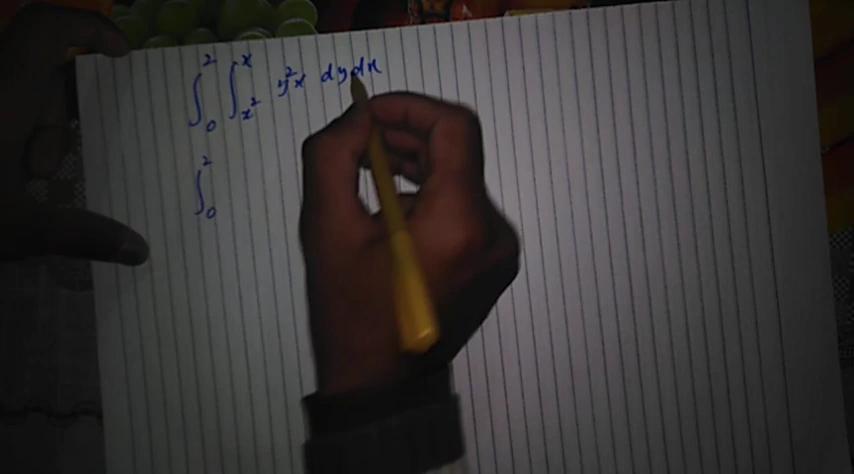 ∫₀² ∫ₓ²ˣ y²x dy dx
∫₀²